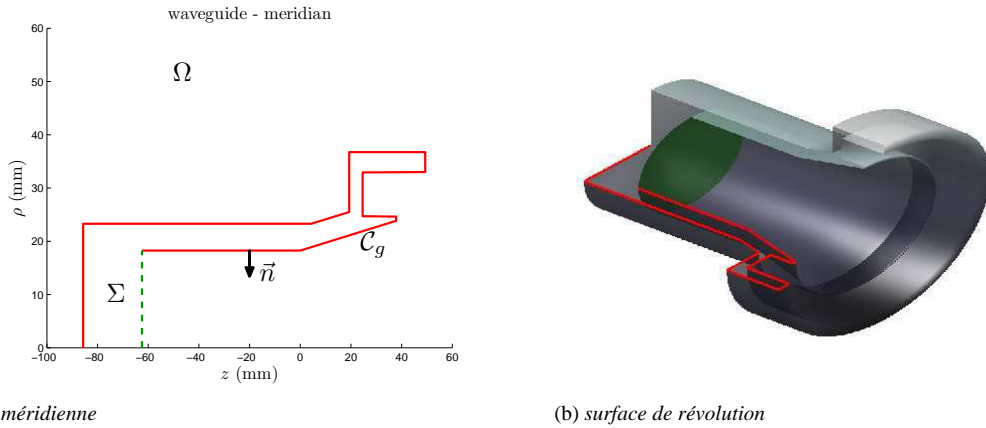 waveguide - meridian
60
50
40
30
20
10
0
ρ (mm)
Ω
Σ
C_g
n⃗
−100 −80 −60 −40 −20 0 20 40 60
z (mm)
méridienne
(b) surface de révolution